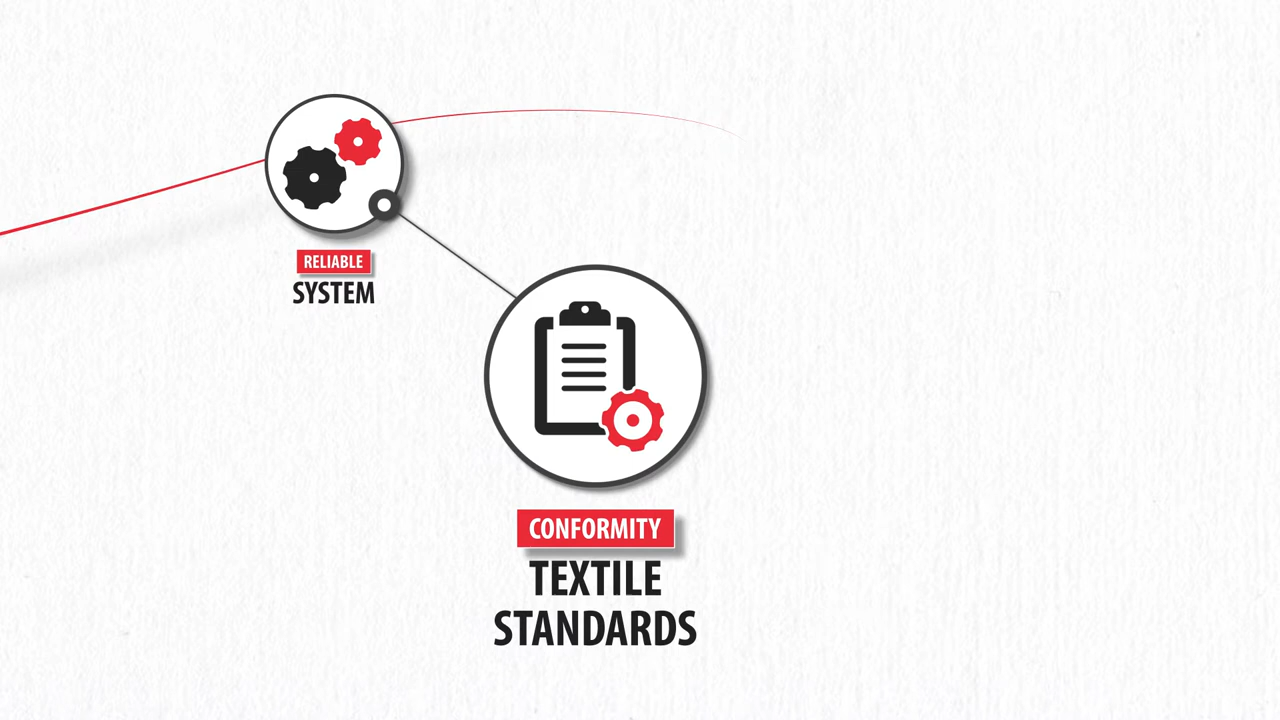 RELIABLE
SYSTEM
CONFORMITY
TEXTILE
STANDARDS